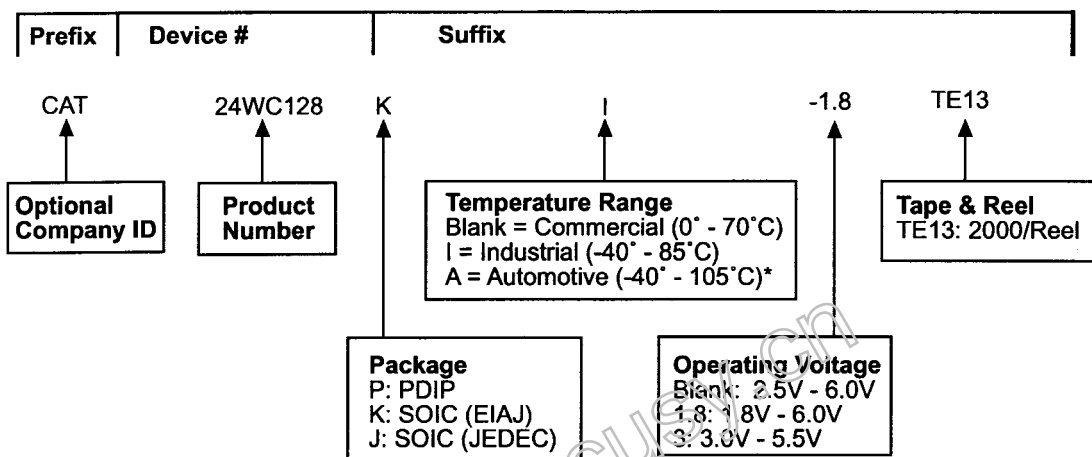 Prefix Device # Suffix
CAT 24WC128 K I -1.8 TE13
Optional
Company ID
Product
Number
Temperature Range
Blank = Commercial (0˚ - 70˚C)
I = Industrial (-40˚ - 85˚C)
A = Automotive (-40˚ - 105˚C)*
Tape & Reel
TE13: 2000/Reel
Package
P: PDIP
K: SOIC (EIAJ)
J: SOIC (JEDEC)
Operating Voltage
Blank: 2.5V - 6.0V
1.8: 1.8V - 6.0V
3: 3.0V - 5.5V